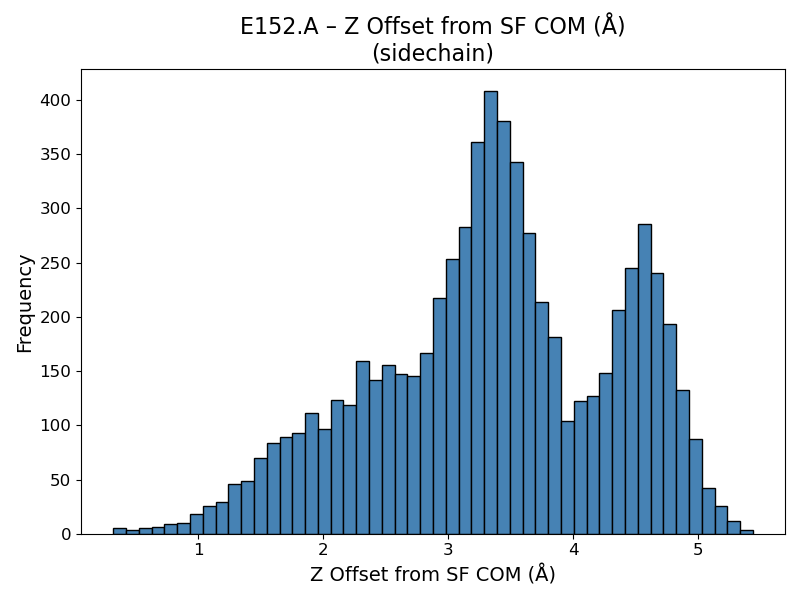 E152.A – Z Offset from SF COM (Å)
(sidechain)
Frequency
400
350
300
250
200
150
100
50
0
1 2 3 4 5
Z Offset from SF COM (Å)